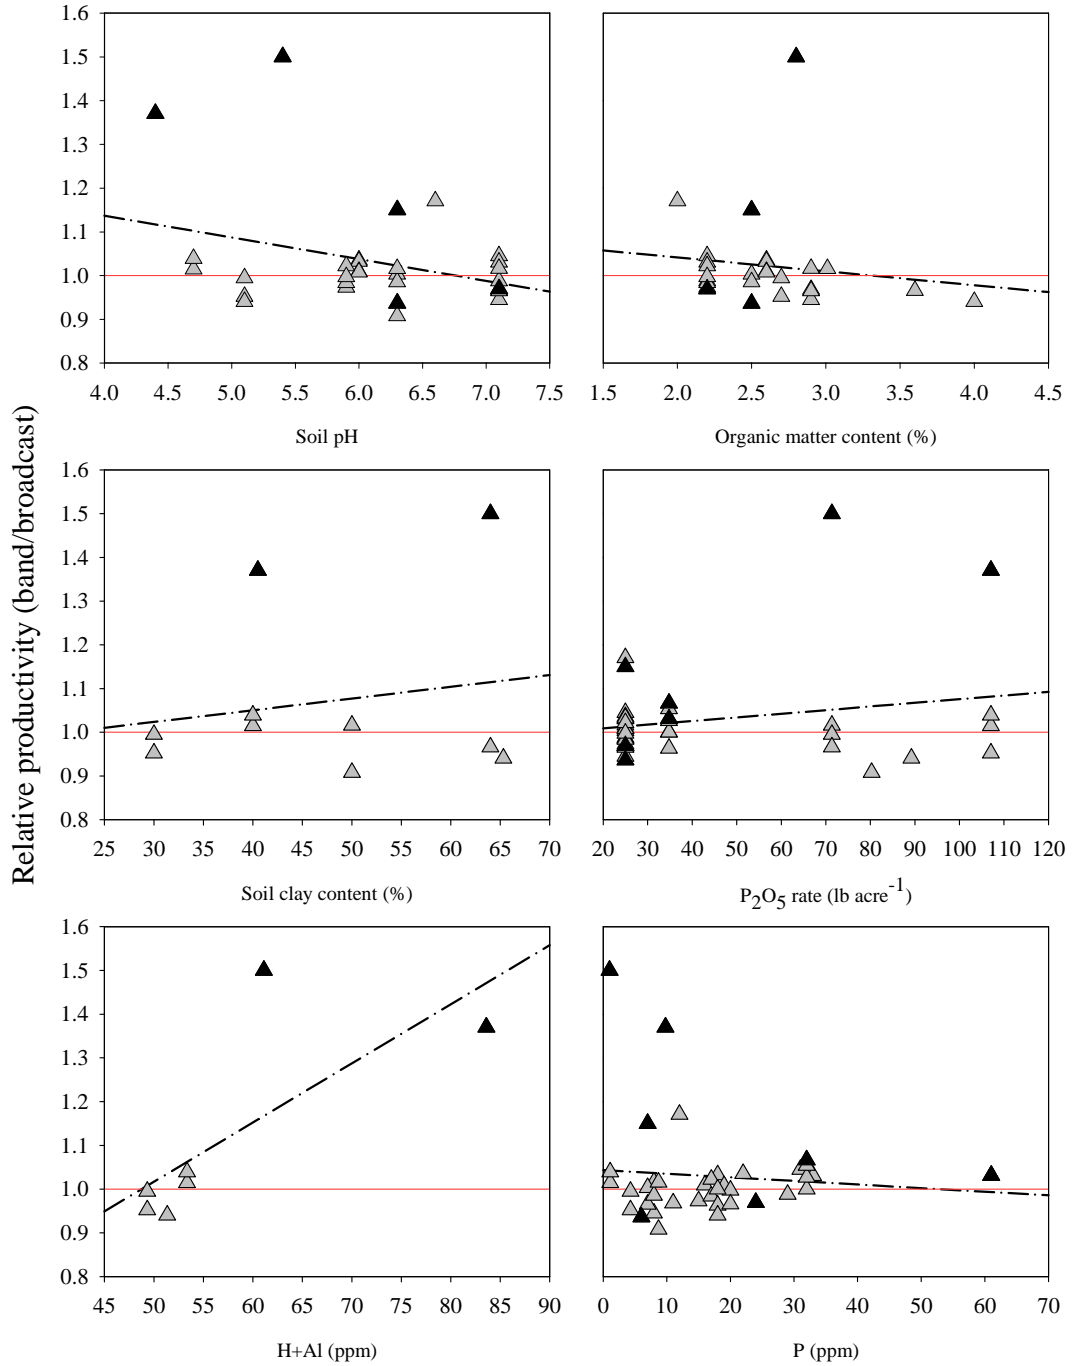 Relative productivity (band/broadcast)
1.6
1.5
1.4
1.3
1.2
1.1
1.0
0.9
0.8
4.0 4.5 5.0 5.5 6.0 6.5 7.0 7.5
Soil pH
1.5 2.0 2.5 3.0 3.5 4.0 4.5
Organic matter content (%)
1.6
1.5
1.4
1.3
1.2
1.1
1.0
0.9
0.8
25 30 35 40 45 50 55 60 65 70
Soil clay content (%)
20 30 40 50 60 70 80 90 100 110 120
P₂O₅ rate (lb acre⁻¹)
1.6
1.5
1.4
1.3
1.2
1.1
1.0
0.9
0.8
45 50 55 60 65 70 75 80 85 90
H+Al (ppm)
0 10 20 30 40 50 60 70
P (ppm)